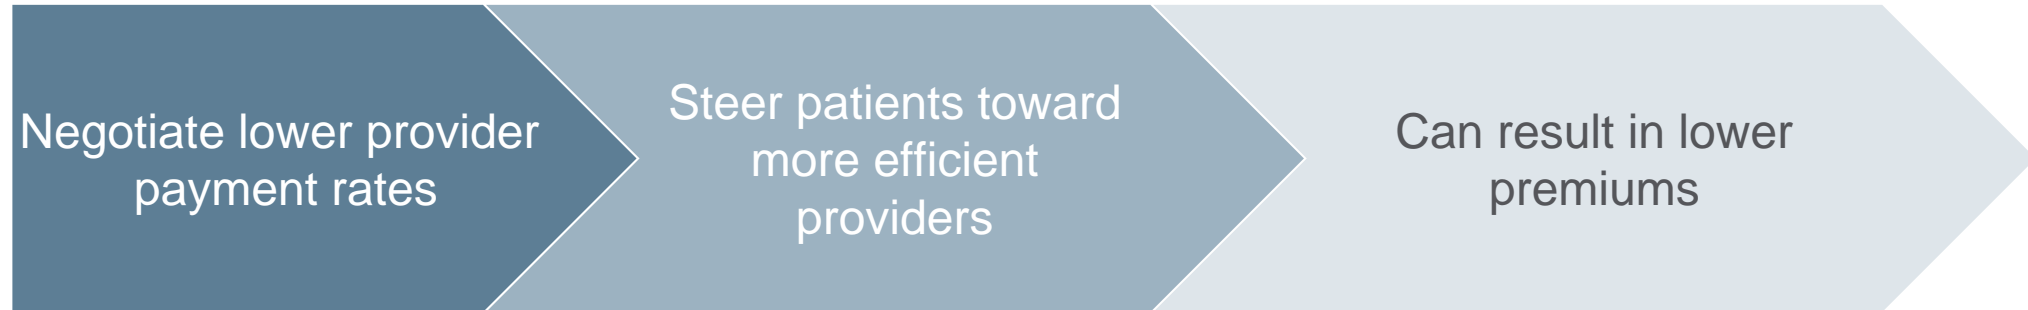 Negotiate lower provider
payment rates
Steer patients toward
more efficient
providers
Can result in lower
premiums